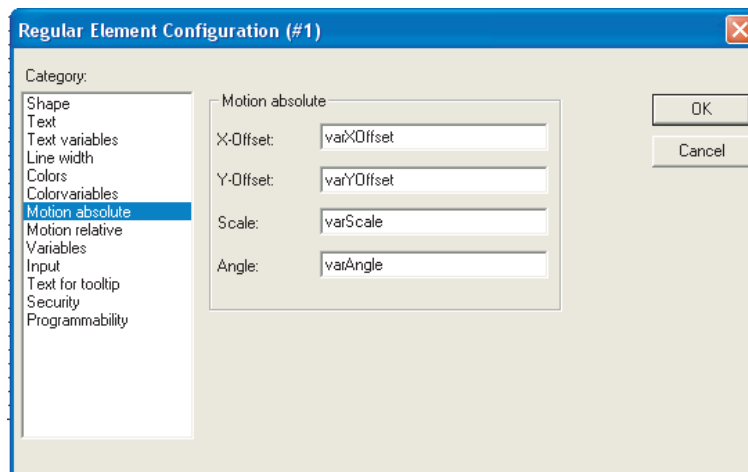 Regular Element Configuration (#1)
Category:
Shape
Text
Text variables
Line width
Colors
Colorvariables
Motion absolute
Motion relative
Variables
Input
Text for tooltip
Security
Programmability
Motion absolute
X-Offset: varXOffset
Y-Offset: varYOffset
Scale: varScale
Angle: varAngle
OK
Cancel